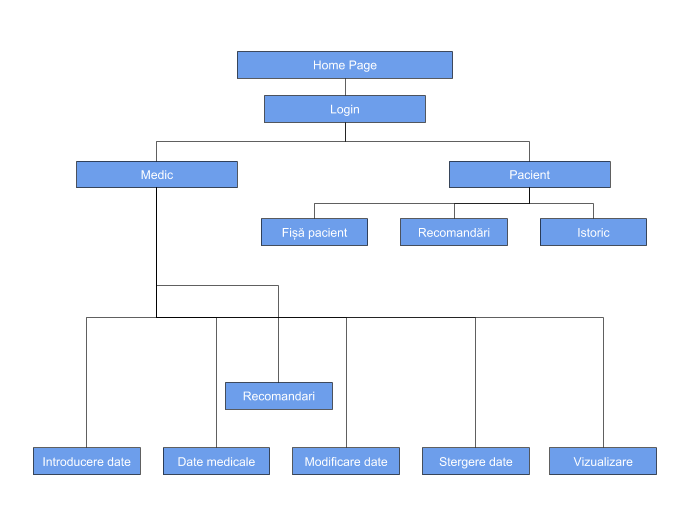 Home Page
Login
Medic
Pacient
Fișă pacient
Recomandări
Istoric
Recomandari
Introducere date
Date medicale
Modificare date
Stergere date
Vizualizare